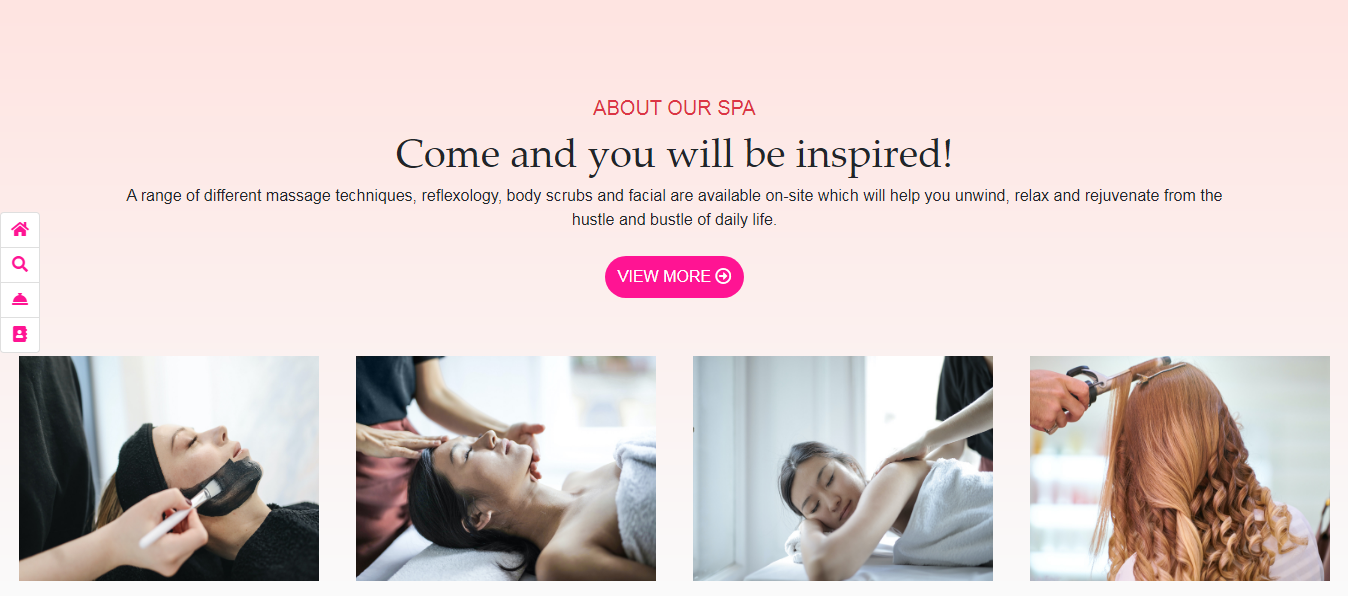 ABOUT OUR SPA
Come and you will be inspired!
A range of different massage techniques, reflexology, body scrubs and facial are available on-site which will help you unwind, relax and rejuvenate from the
hustle and bustle of daily life.
VIEW MORE